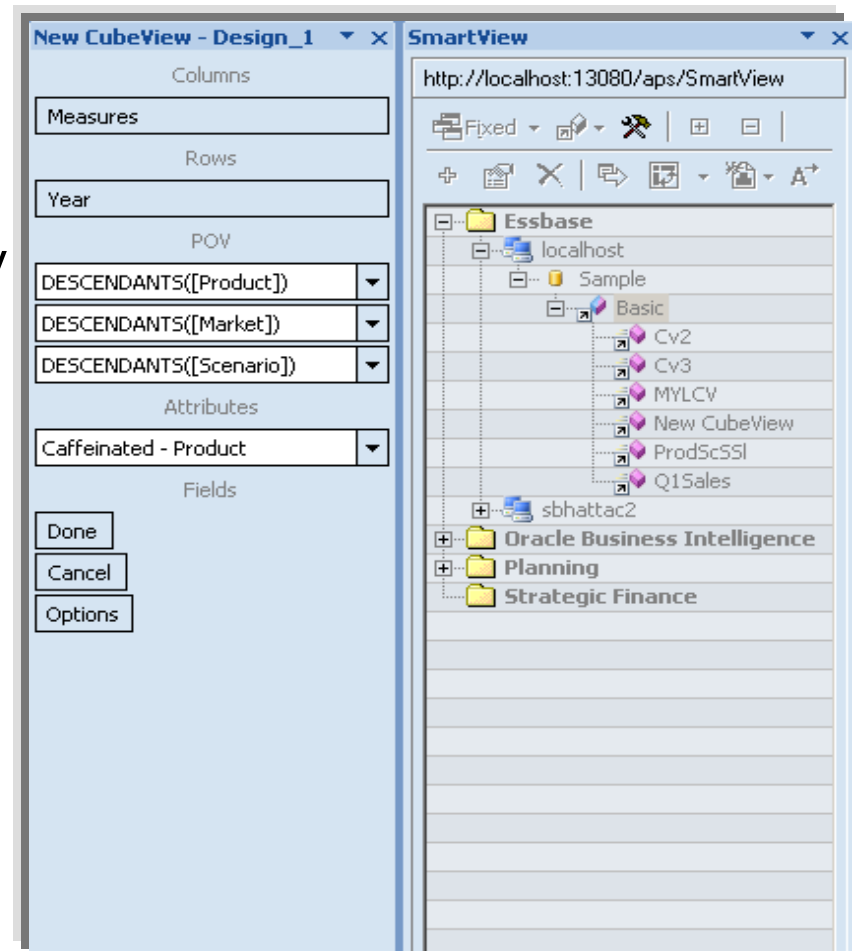 New CubeView - Design_1
Columns
Measures
Rows
Year
POV
y
DESCENDANTS([Product])
DESCENDANTS([Market])
DESCENDANTS([Scenario])
Attributes
Caffeinated - Product
Fields
Done
Cancel
Options
SmartView
http://localhost:13080/aps/SmartView
Fixed
A
Essbase
localhost
Sample
Basic
Cv2
Cv3
MYLCV
New CubeView
ProdScSSl
Q1Sales
sbhattac2
Oracle Business Intelligence
Planning
Strategic Finance